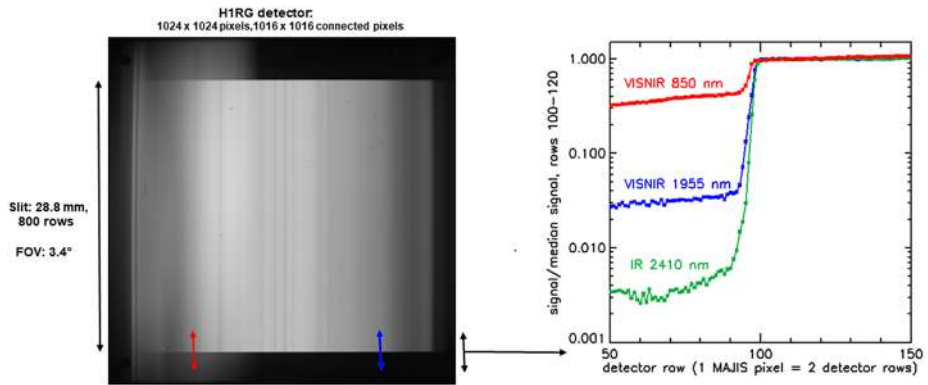 H1RG detector:
1024 x 1024 pixels,1016 x 1016 connected pixels
Slit: 28.8 mm,
800 rows
FOV: 3.4°
signal/median signal, rows 100-120
1.000
0.100
0.010
0.001
VISNIR 850 nm
VISNIR 1955 nm
IR 2410 nm
50
100
150
detector row (1 MAJIS pixel = 2 detector rows)